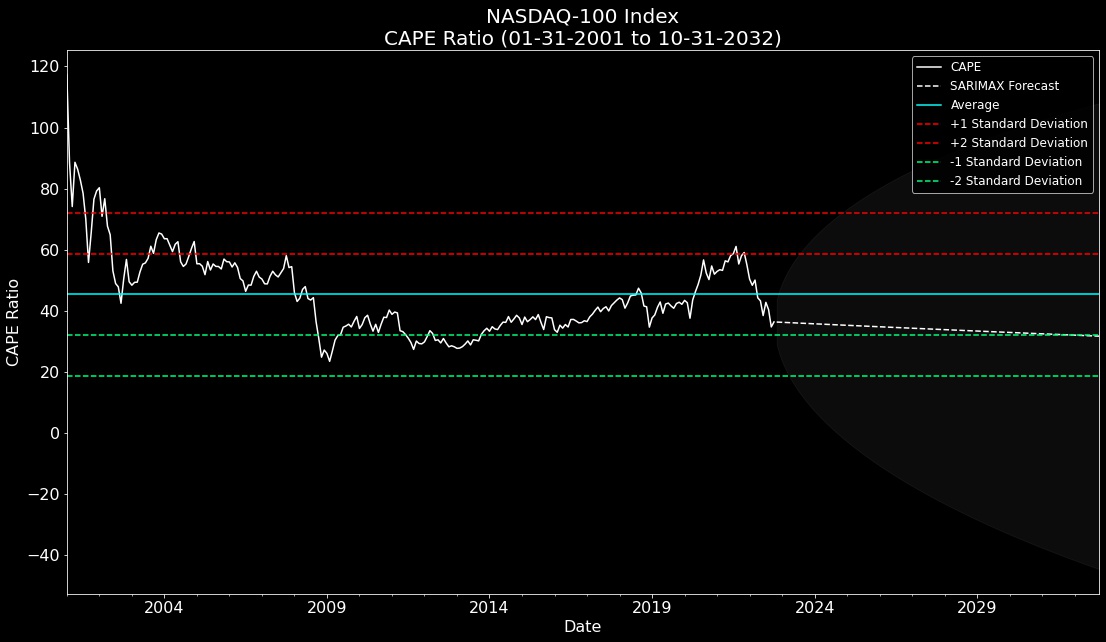 NASDAQ-100 Index
CAPE Ratio (01-31-2001 to 10-31-2032)
CAPE
SARIMAX Forecast
Average
+1 Standard Deviation
+2 Standard Deviation
-1 Standard Deviation
-2 Standard Deviation
CAPE Ratio
120
100
80
60
40
20
0
−20
−40
2004
2009
2014
2019
2024
2029
Date